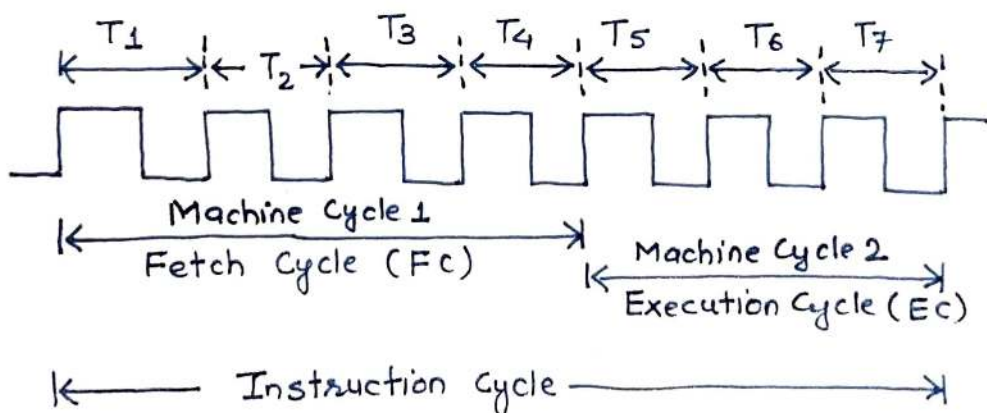 T1 T2 T3 T4 T5 T6 T7
Machine Cycle 1
Fetch Cycle (FC)
Machine Cycle 2
Execution Cycle (EC)
Instruction Cycle